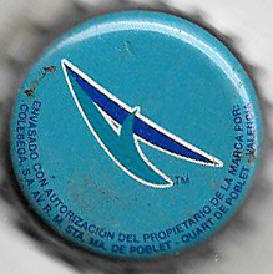 TM
ENVASADO CON AUTORIZACION DEL PROPIETARIO DE LA MARCA POR:
COLEBEGA, S.A. AV. R. STA. MA. DE POBLET - QUART DE POBLET - VALENCIA